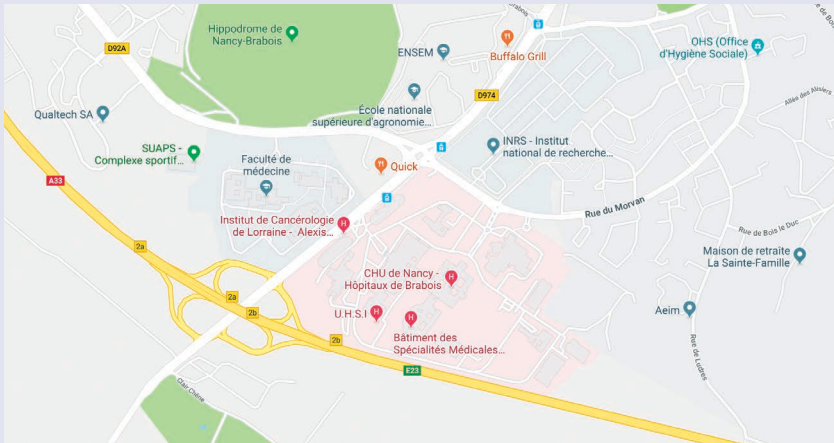 Hippodrome de
Nancy-Brabois
D92A
ENSEM
Buffalo Grill
OHS (Office
d'Hygiène Sociale)
Brabois
Allée des Alisiers
D974
École nationale
supérieure d'agronomie...
Qualtech SA
SUAPS -
Complexe sportif...
Faculté de
médecine
Quick
INRS - Institut
national de recherche...
A33
Rue du Morvan
Institut de Cancérologie
de Lorraine - Alexis...
Rue de Bois le Duc
2a
Maison de retraite
La Sainte-Famille
CHU de Nancy -
Hôpitaux de Brabois
2a
2b
U.H.S.I
Aeim
2b
Bâtiment des
Spécialités Médicales...
Rue de Ludres
E23
Clair Chêne